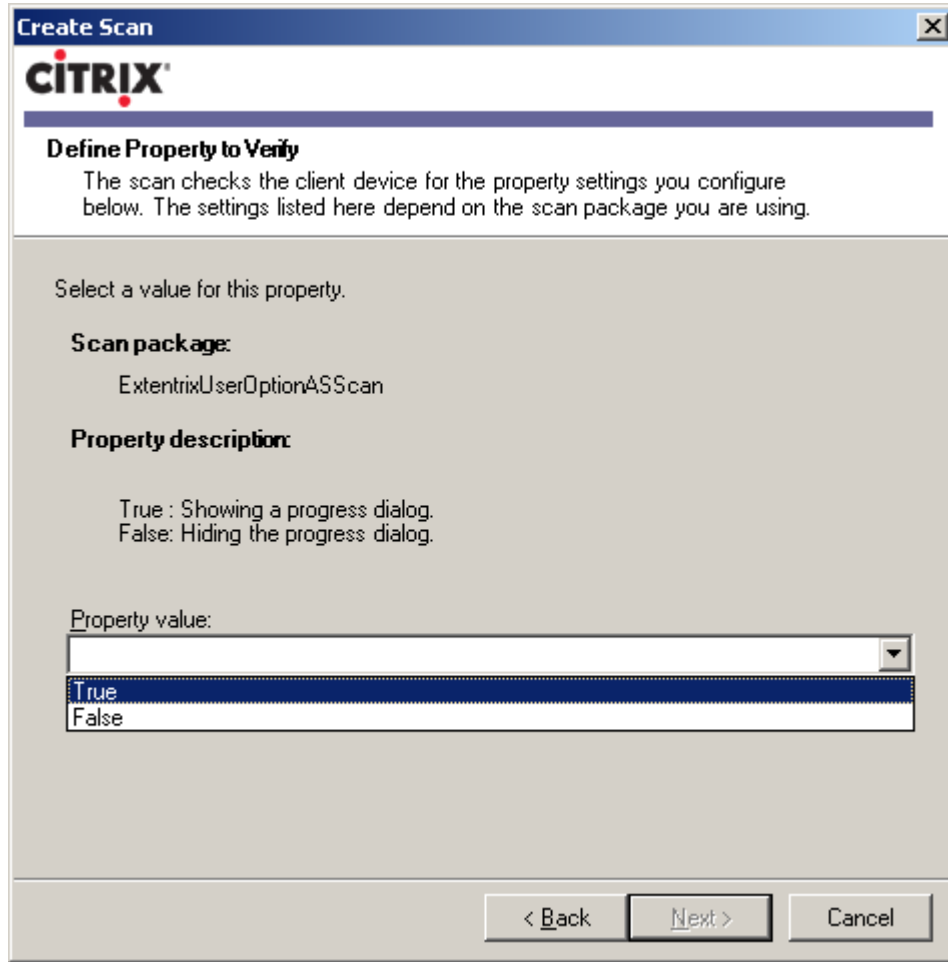 Create Scan
CİTRIX
Define Property to Verify
The scan checks the client device for the property settings you configure
below. The settings listed here depend on the scan package you are using.
Select a value for this property.
Scan package:
ExtentrixUserOptionASScan
Property description:
True : Showing a progress dialog.
False: Hiding the progress dialog.
Property value:
True
False
< Back
Next >
Cancel